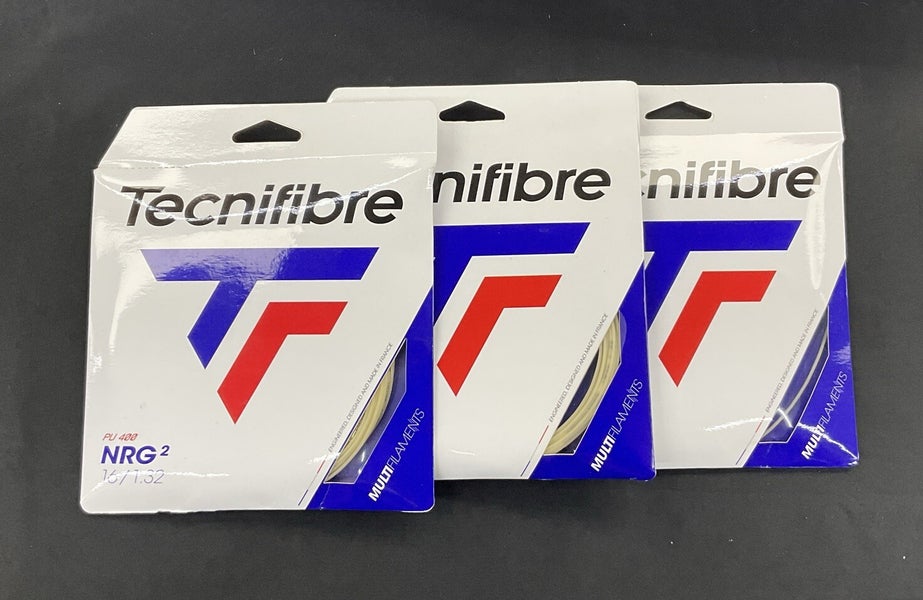 Tecnifibre
PU 400
NRG²
16 / 1.32
ENGINEERED, DESIGNED AND MADE IN FRANCE
MULTIFILAMENTS
nifibre
ENGINEERED, DESIGNED AND MADE IN FRANCE
MULTIFILAMENTS
cnifibre
ENGINEERED, DESIGNED AND MADE IN FRANCE
MULTIFILAMENTS